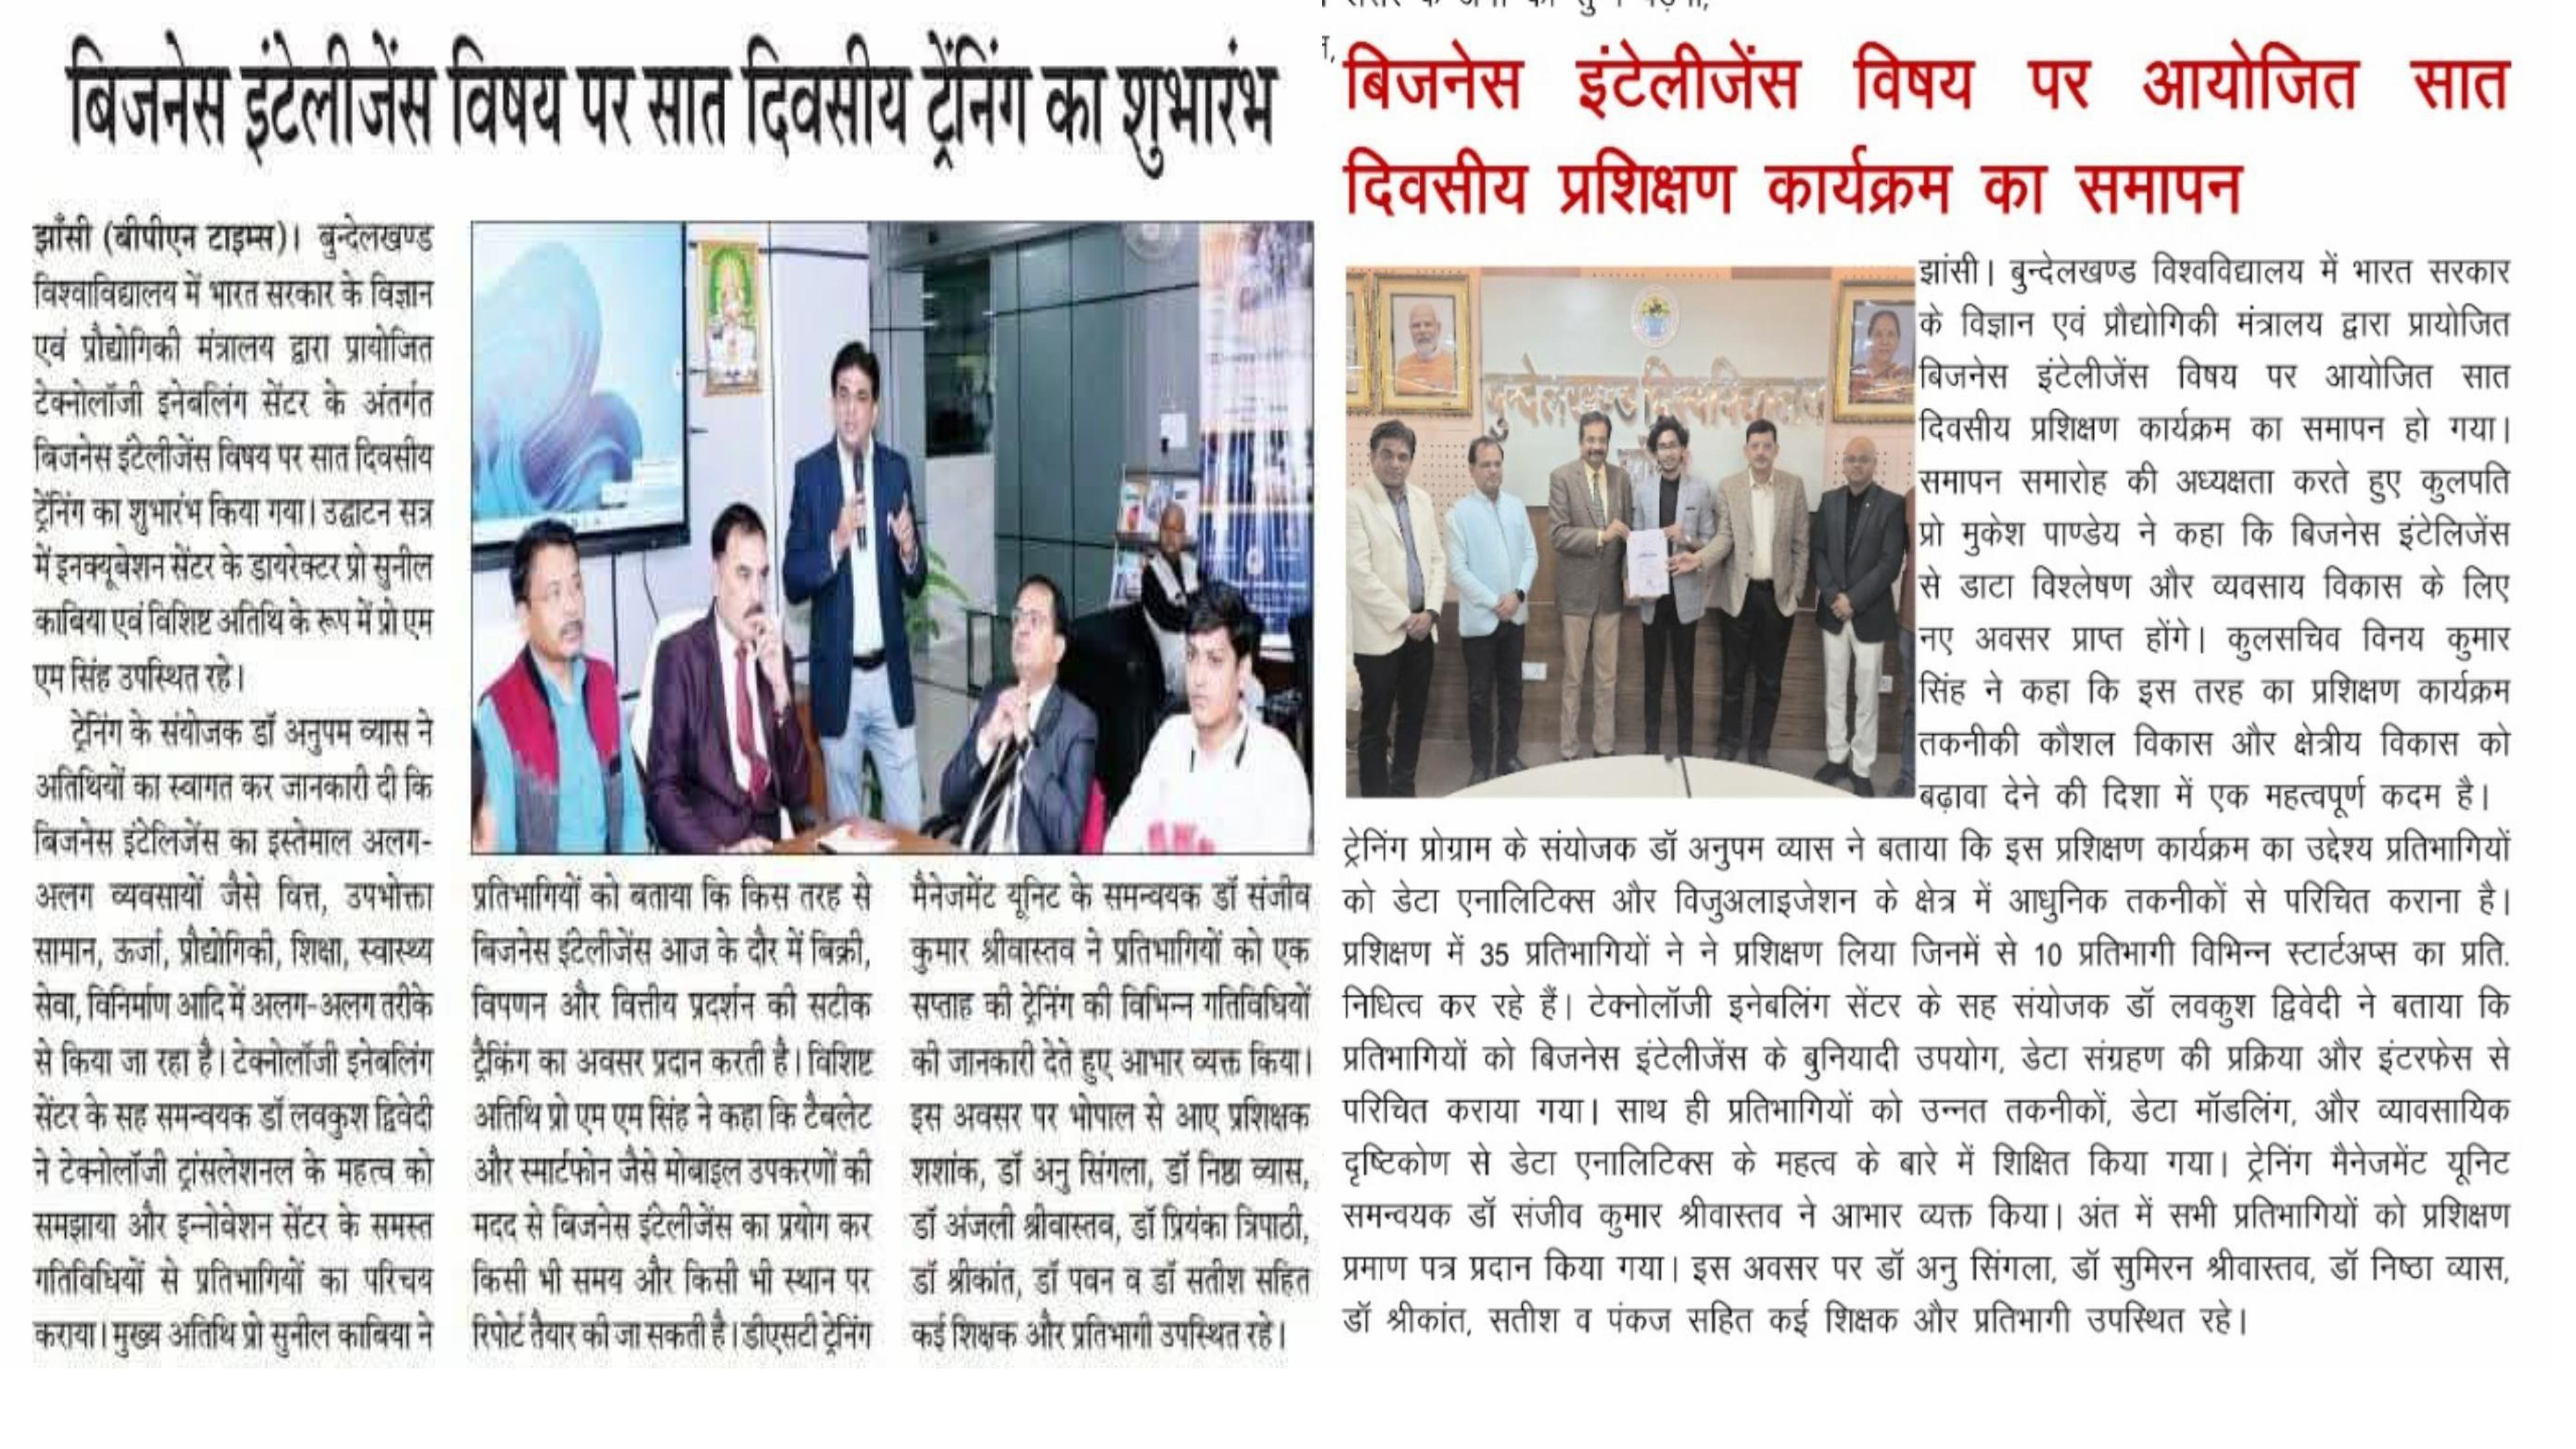 बिजनेस इंटेलीजेंस विषय पर सात दिवसीय ट्रेंनिंग का शुभारंभ
झाँसी (बीपीएन टाइम्स)। बुन्देलखण्ड
विश्वाविद्यालय में भारत सरकार के विज्ञान
एवं प्रौद्योगिकी मंत्रालय द्वारा प्रायोजित
टेक्नोलॉजी इनेबलिंग सेंटर के अंतर्गत
बिजनेस इंटेलीजेंस विषय पर सात दिवसीय
ट्रेंनिंग का शुभारंभ किया गया। उद्घाटन सत्र
में इनक्यूबेशन सेंटर के डायरेक्टर प्रो सुनील
काबिया एवं विशिष्ट अतिथि के रूप में प्रो एम
एम सिंह उपस्थित रहे।
ट्रेनिंग के संयोजक डॉ अनुपम व्यास ने
अतिथियों का स्वागत कर जानकारी दी कि
बिजनेस इंटेलिजेंस का इस्तेमाल अलग-
अलग व्यवसायों जैसे वित्त, उपभोक्ता
सामान, ऊर्जा, प्रौद्योगिकी, शिक्षा, स्वास्थ्य
सेवा, विनिर्माण आदि में अलग-अलग तरीके
से किया जा रहा है। टेक्नोलॉजी इनेबलिंग
सेंटर के सह समन्वयक डॉ लवकुश द्विवेदी
ने टेक्नोलॉजी ट्रांसलेशनल के महत्व को
समझाया और इन्नोवेशन सेंटर के समस्त
गतिविधियों से प्रतिभागियों का परिचय
कराया। मुख्य अतिथि प्रो सुनील काबिया ने
प्रतिभागियों को बताया कि किस तरह से
बिजनेस इंटेलीजेंस आज के दौर में बिक्री,
विपणन और वित्तीय प्रदर्शन की सटीक
ट्रैकिंग का अवसर प्रदान करती है। विशिष्ट
अतिथि प्रो एम एम सिंह ने कहा कि टैबलेट
और स्मार्टफोन जैसे मोबाइल उपकरणों की
मदद से बिजनेस इंटेलीजेंस का प्रयोग कर
किसी भी समय और किसी भी स्थान पर
रिपोर्ट तैयार की जा सकती है। डीएसटी ट्रेनिंग
मैनेजमेंट यूनिट के समन्वयक डॉ संजीव
कुमार श्रीवास्तव ने प्रतिभागियों को एक
सप्ताह की ट्रेनिंग की विभिन्न गतिविधियों
की जानकारी देते हुए आभार व्यक्त किया।
इस अवसर पर भोपाल से आए प्रशिक्षक
शशांक, डॉ अनु सिंगला, डॉ निष्ठा व्यास,
डॉ अंजली श्रीवास्तव, डॉ प्रियंका त्रिपाठी,
डॉ श्रीकांत, डॉ पवन व डॉ सतीश सहित
कई शिक्षक और प्रतिभागी उपस्थित रहे।
बिजनेस इंटेलीजेंस विषय पर आयोजित सात
दिवसीय प्रशिक्षण कार्यक्रम का समापन
झांसी। बुन्देलखण्ड विश्वविद्यालय में भारत सरकार
के विज्ञान एवं प्रौद्योगिकी मंत्रालय द्वारा प्रायोजित
बिजनेस इंटेलीजेंस विषय पर आयोजित सात
दिवसीय प्रशिक्षण कार्यक्रम का समापन हो गया।
समापन समारोह की अध्यक्षता करते हुए कुलपति
प्रो मुकेश पाण्डेय ने कहा कि बिजनेस इंटेलिजेंस
से डाटा विश्लेषण और व्यवसाय विकास के लिए
नए अवसर प्राप्त होंगे। कुलसचिव विनय कुमार
सिंह ने कहा कि इस तरह का प्रशिक्षण कार्यक्रम
तकनीकी कौशल विकास और क्षेत्रीय विकास को
बढ़ावा देने की दिशा में एक महत्वपूर्ण कदम है।
ट्रेनिंग प्रोग्राम के संयोजक डॉ अनुपम व्यास ने बताया कि इस प्रशिक्षण कार्यक्रम का उद्देश्य प्रतिभागियों
को डेटा एनालिटिक्स और विजुअलाइजेशन के क्षेत्र में आधुनिक तकनीकों से परिचित कराना है।
प्रशिक्षण में 35 प्रतिभागियों ने ने प्रशिक्षण लिया जिनमें से 10 प्रतिभागी विभिन्न स्टार्टअप्स का प्रति.
निधित्व कर रहे हैं। टेक्नोलॉजी इनेबलिंग सेंटर के सह संयोजक डॉ लवकुश द्विवेदी ने बताया कि
प्रतिभागियों को बिजनेस इंटेलीजेंस के बुनियादी उपयोग, डेटा संग्रहण की प्रक्रिया और इंटरफेस से
परिचित कराया गया। साथ ही प्रतिभागियों को उन्नत तकनीकों, डेटा मॉडलिंग, और व्यावसायिक
दृष्टिकोण से डेटा एनालिटिक्स के महत्व के बारे में शिक्षित किया गया। ट्रेनिंग मैनेजमेंट यूनिट
समन्वयक डॉ संजीव कुमार श्रीवास्तव ने आभार व्यक्त किया। अंत में सभी प्रतिभागियों को प्रशिक्षण
प्रमाण पत्र प्रदान किया गया। इस अवसर पर डॉ अनु सिंगला, डॉ सुमिरन श्रीवास्तव, डॉ निष्ठा व्यास,
डॉ श्रीकांत, सतीश व पंकज सहित कई शिक्षक और प्रतिभागी उपस्थित रहे।